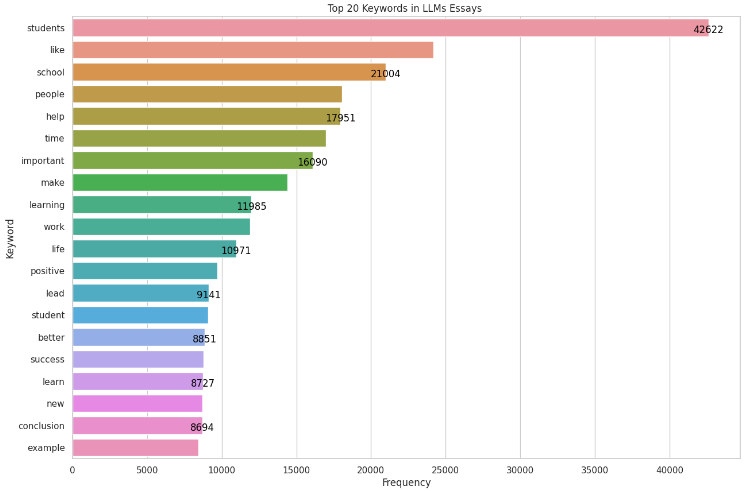 Top 20 Keywords in LLMs Essays
students 42622
like
school 21004
people
help 17951
time
important 16090
make
learning 11985
work
life 10971
positive
lead 9141
student
better 8851
success
learn 8727
new
conclusion 8694
example
Keyword
0 5000 10000 15000 20000 25000 30000 35000 40000
Frequency